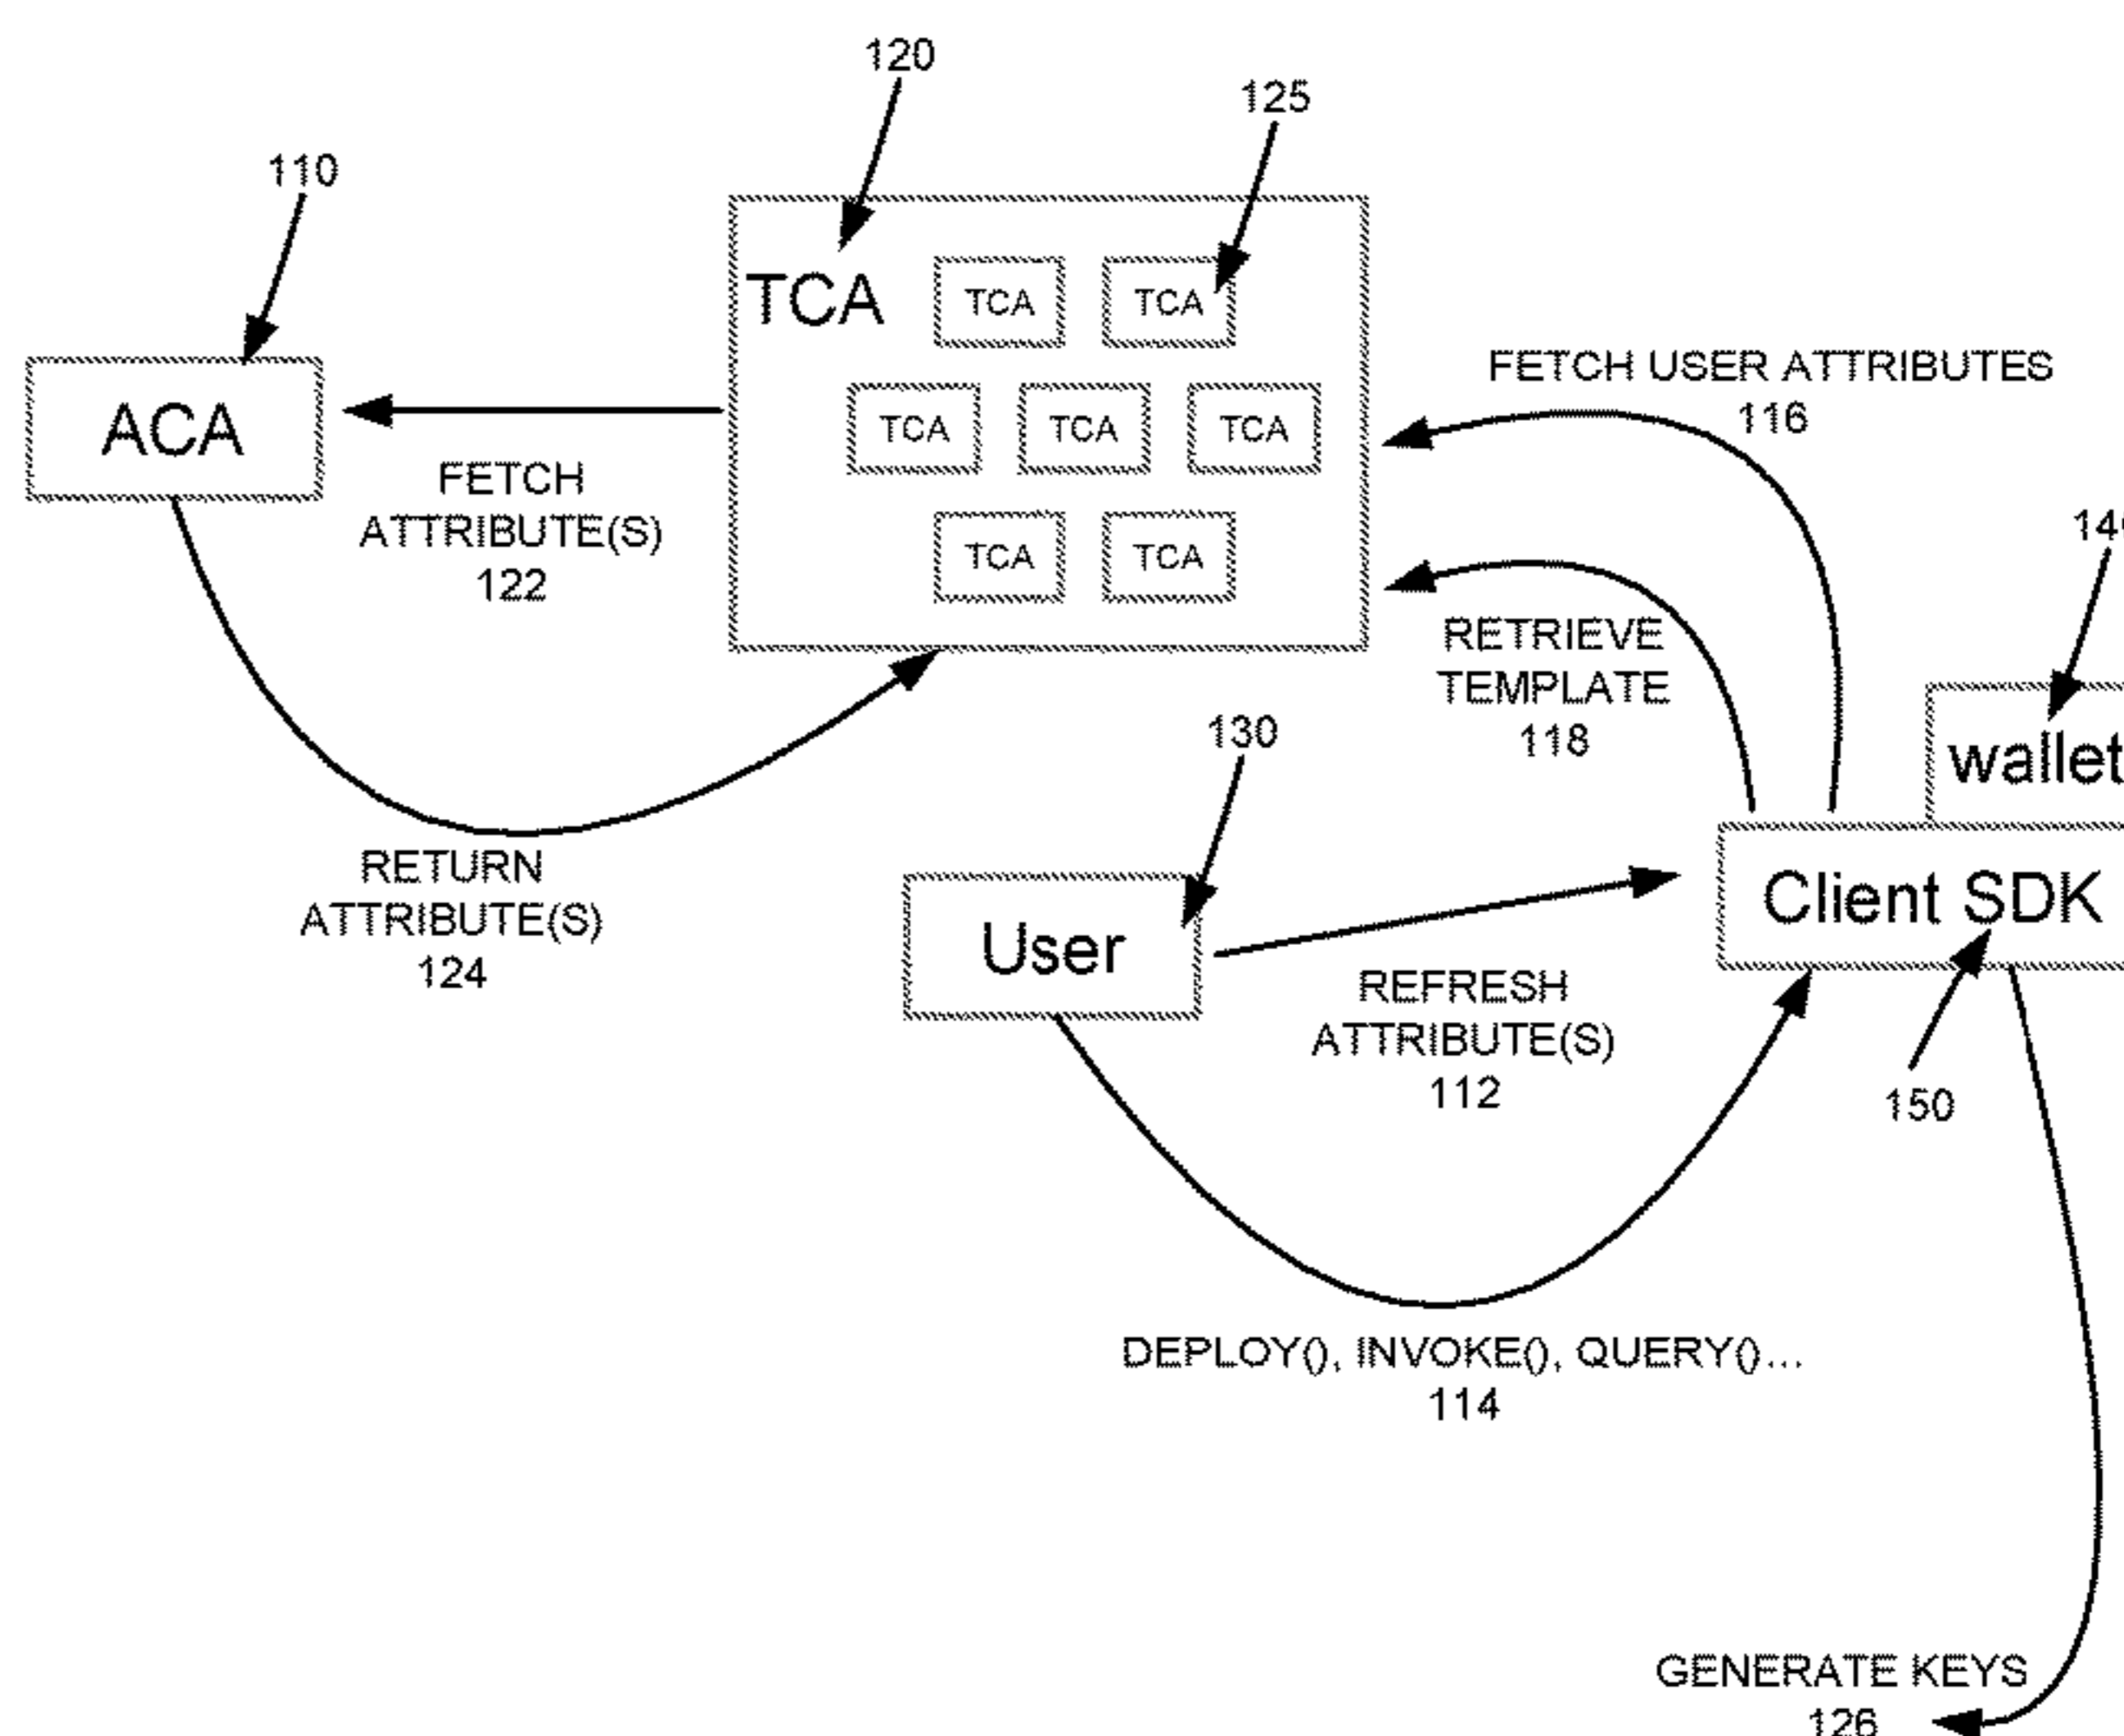 120
125
110
TCA
TCA
TCA
FETCH USER ATTRIBUTES
116
ACA
TCA
TCA
TCA
FETCH
ATTRIBUTE(S)
122
TCA
TCA
RETRIEVE
TEMPLATE
118
130
wallet
RETURN
ATTRIBUTE(S)
124
User
Client SDK
REFRESH
ATTRIBUTE(S)
112
150
DEPLOY(), INVOKE(), QUERY()...
114
GENERATE KEYS
126